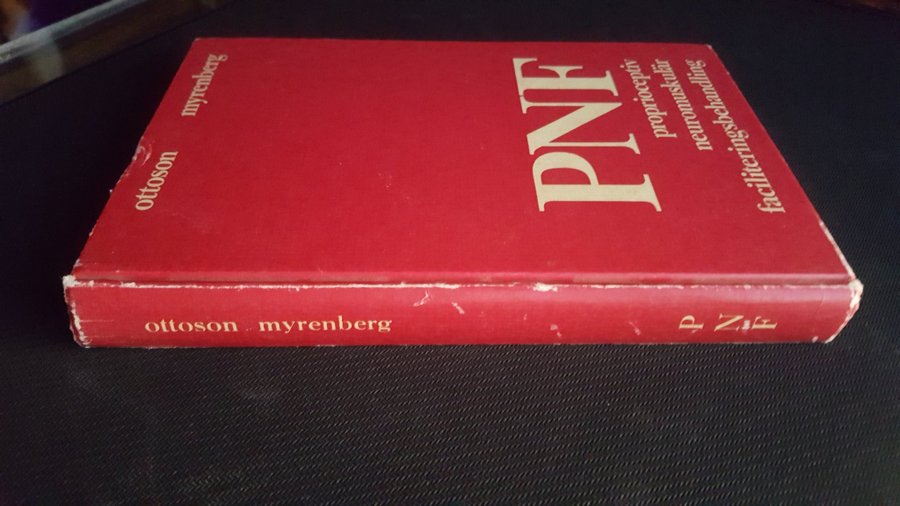 PNF
proprioceptiv
neuromuskulär
faciliteringsbehandling
ottoson myrenberg
ottoson myrenberg
P N F